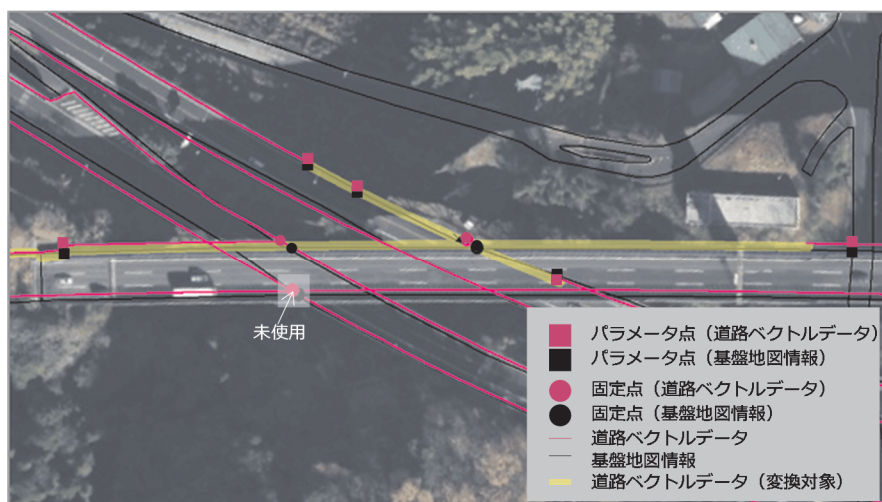 未使用
パラメータ点（道路ベクトルデータ）
パラメータ点（基盤地図情報）
固定点（道路ベクトルデータ）
固定点（基盤地図情報）
道路ベクトルデータ
基盤地図情報
道路ベクトルデータ（変換対象）